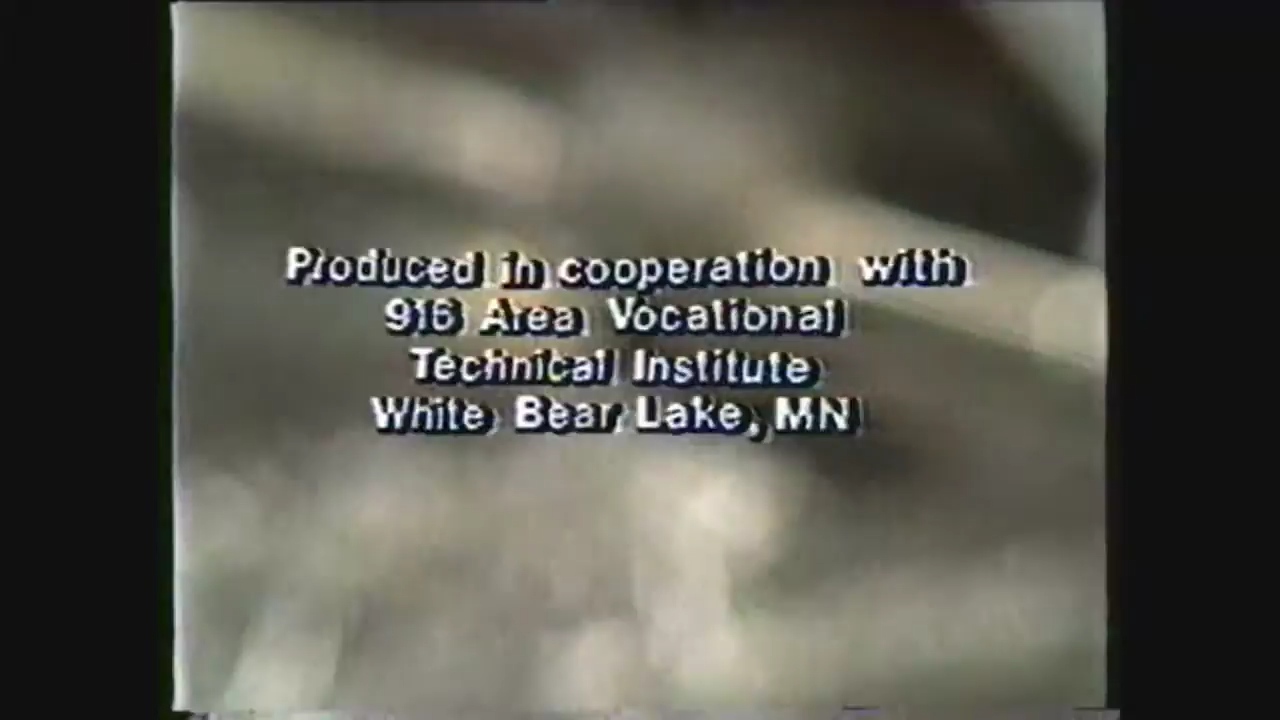 Produced in cooperation with
916 Area Vocational
Technical Institute
White Bear Lake, MN